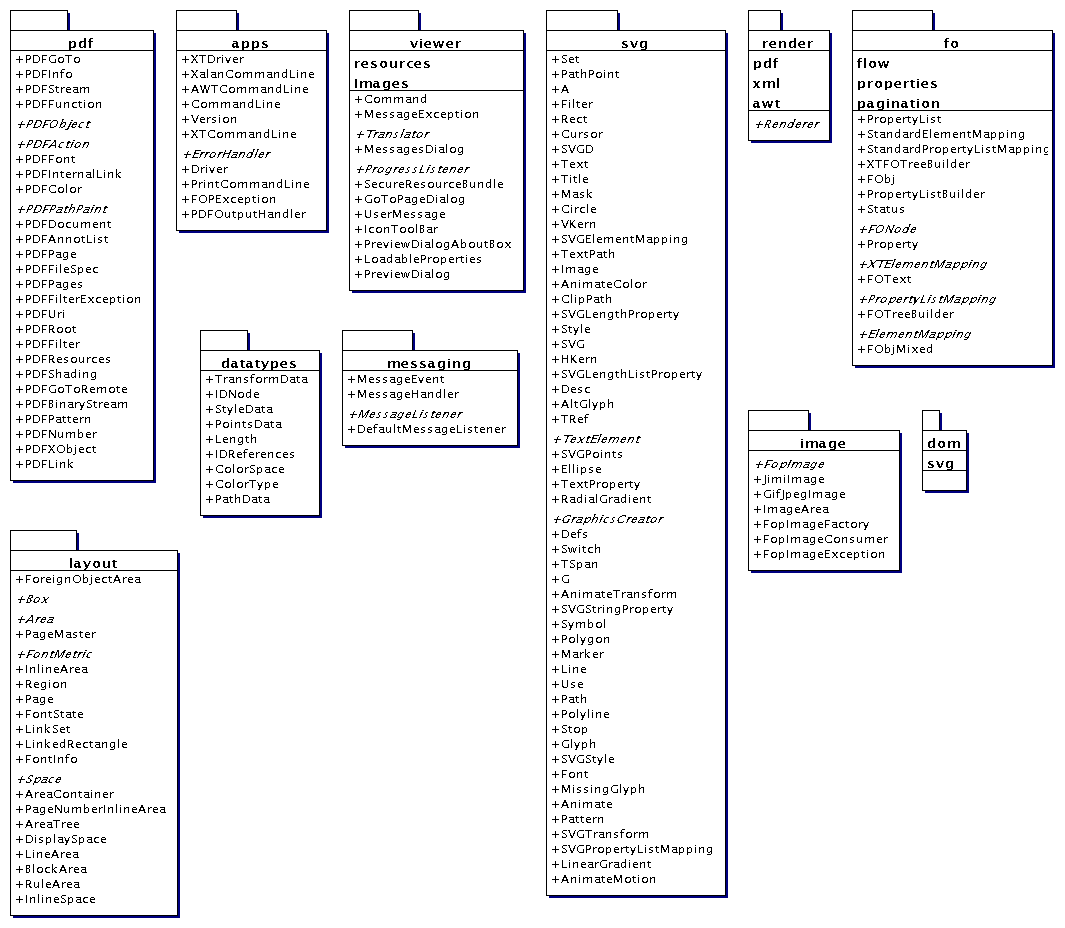 pdf
+PDFGoTo
+PDFInfo
+PDFStream
+PDFFunction
+PDFObject
+PDFAction
+PDFFont
+PDFInternalLink
+PDFColor
+PDFPathPaint
+PDFDocument
+PDFAnnotList
+PDFPage
+PDFFileSpec
+PDFPages
+PDFFilterException
+PDFUri
+PDFRoot
+PDFFilter
+PDFResources
+PDFShading
+PDFGoToRemote
+PDFBinaryStream
+PDFPattern
+PDFNumber
+PDFXObject
+PDFLink
apps
+XTDriver
+XalanCommandLine
+AWTCommandLine
+CommandLine
+Version
+XTCommandLine
+ErrorHandler
+Driver
+PrintCommandLine
+FOPException
+PDFOutputHandler
viewer
resources
Images
+Command
+MessageException
+Translator
+MessagesDialog
+ProgressListener
+SecureResourceBundle
+GoToPageDialog
+UserMessage
+IconToolBar
+PreviewDialogAboutBox
+LoadableProperties
+PreviewDialog
svg
+Set
+PathPoint
+A
+Filter
+Rect
+Cursor
+SVGD
+Text
+Title
+Mask
+Circle
+VKern
+SVGElementMapping
+TextPath
+Image
+AnimateColor
+ClipPath
+SVGLengthProperty
+Style
+SVG
+HKern
+SVGLengthListProperty
+Desc
+AltGlyph
+TRef
+TextElement
+SVGPoints
+Ellipse
+TextProperty
+RadialGradient
+GraphicsCreator
+Defs
+Switch
+TSpan
+G
+AnimateTransform
+SVGStringProperty
+Symbol
+Polygon
+Marker
+Line
+Use
+Path
+Polyline
+Stop
+Glyph
+SVGStyle
+Font
+MissingGlyph
+Animate
+Pattern
+SVGTransform
+SVGPropertyListMapping
+LinearGradient
+AnimateMotion
render
pdf
xml
awt
+Renderer
fo
flow
properties
pagination
+PropertyList
+StandardElementMapping
+StandardPropertyListMapping
+XTFOTreeBuilder
+FObj
+PropertyListBuilder
+Status
+FONode
+Property
+XTElementMapping
+FOText
+PropertyListMapping
+FOTreeBuilder
+ElementMapping
+FObjMixed
datatypes
+TransformData
+IDNode
+StyleData
+PointsData
+Length
+IDReferences
+ColorSpace
+ColorType
+PathData
messaging
+MessageEvent
+MessageHandler
+MessageListener
+DefaultMessageListener
image
+FopImage
+JimiImage
+GifJpegImage
+ImageArea
+FopImageFactory
+FopImageConsumer
+FopImageException
dom
svg
layout
+ForeignObjectArea
+Box
+Area
+PageMaster
+FontMetric
+InlineArea
+Region
+Page
+FontState
+LinkSet
+LinkedRectangle
+FontInfo
+Space
+AreaContainer
+PageNumberInlineArea
+AreaTree
+DisplaySpace
+LineArea
+BlockArea
+RuleArea
+InlineSpace